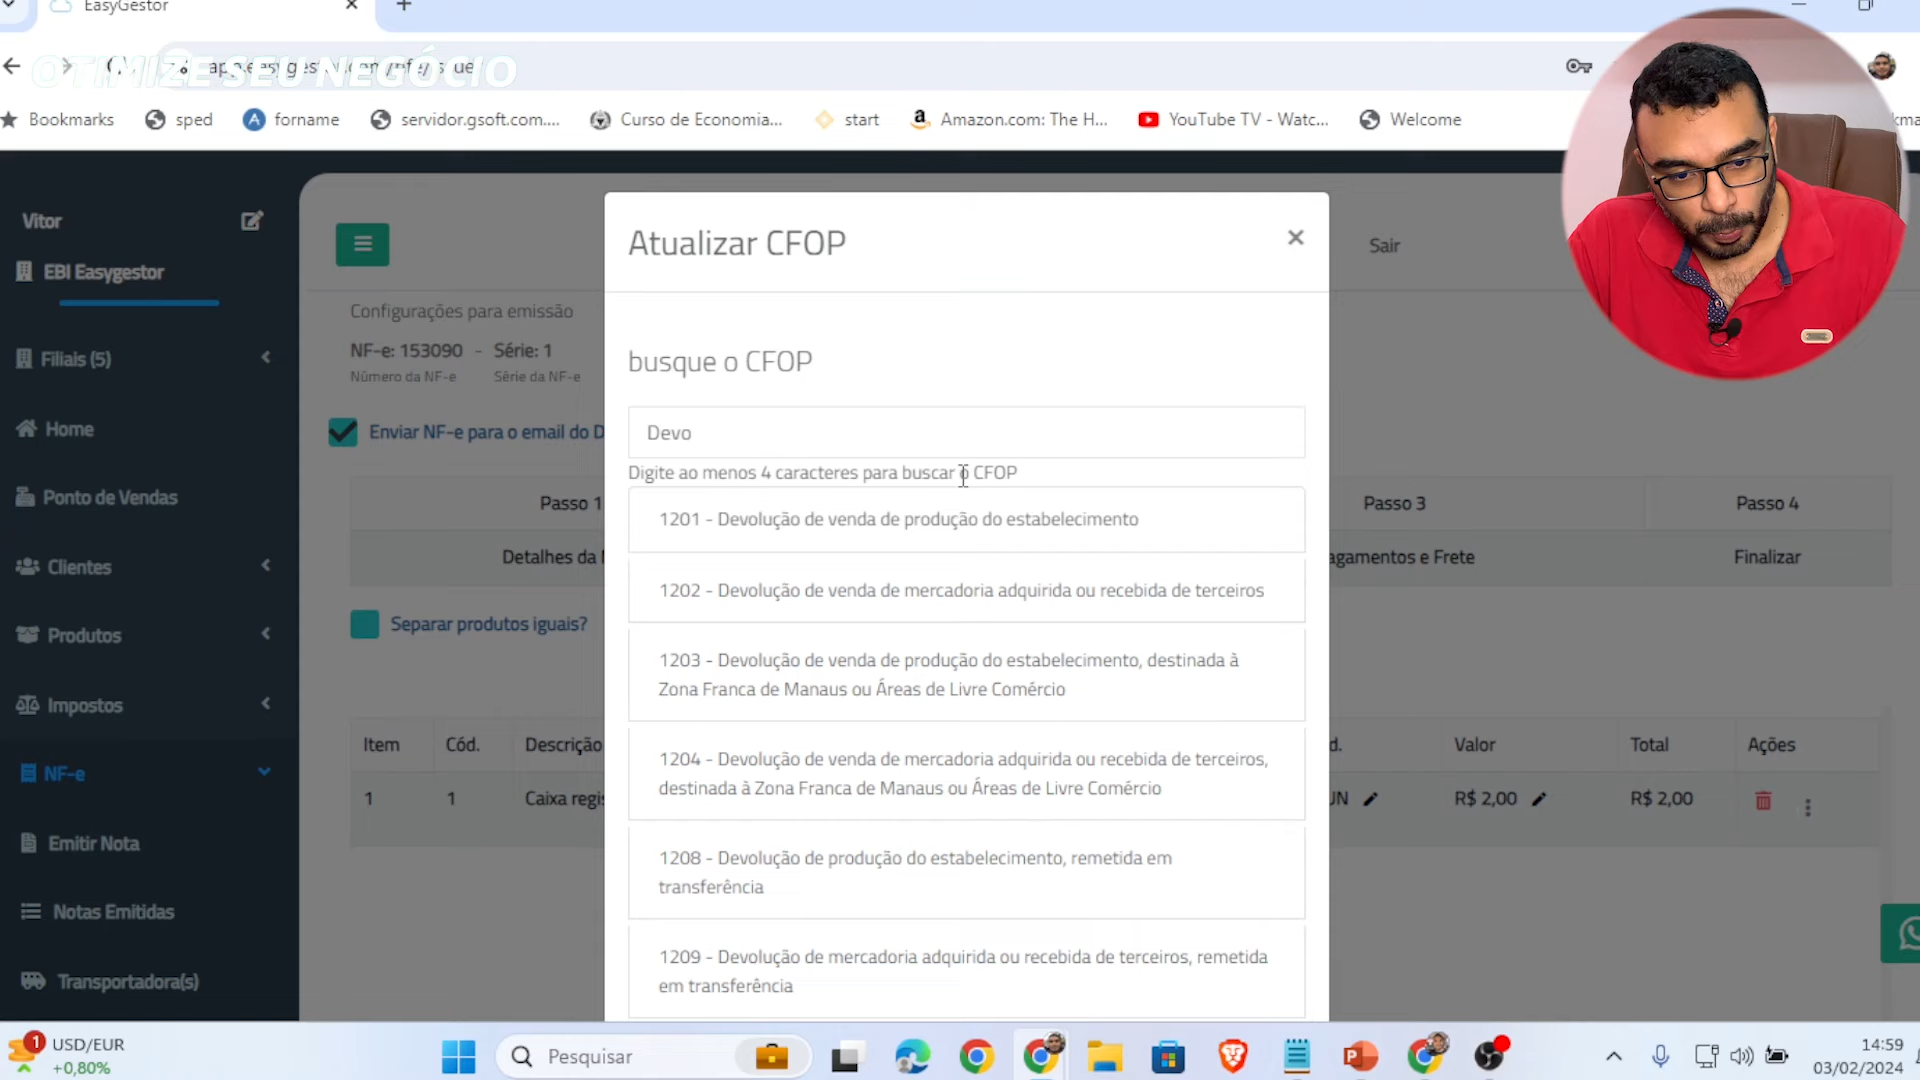 EasyGestor
OTIMIZE SEU NEGÓCIO
Bookmarks
sped
forname
servidor.gsoft.com....
Curso de Economia...
start
Amazon.com: The H...
YouTube TV - Watc...
Welcome
Vitor
EBI Easygestor
Filiais (5)
Home
Ponto de Vendas
Clientes
Produtos
Impostos
NF-e
Emitir Nota
Notas Emitidas
Transportadora(s)
Sair
Configurações para emissão
NF-e: 153090 - Série: 1
Número da NF-e Série da NF-e
Enviar NF-e para o email do D
Passo 1
Passo 3
Passo 4
Detalhes da
agamentos e Frete
Finalizar
Separar produtos iguais?
Item Cód. Descrição d. Valor Total Ações
1 1 Caixa regis UN R$ 2,00 R$ 2,00
Atualizar CFOP
busque o CFOP
Devo
Digite ao menos 4 caracteres para buscar o CFOP
1201 - Devolução de venda de produção do estabelecimento
1202 - Devolução de venda de mercadoria adquirida ou recebida de terceiros
1203 - Devolução de venda de produção do estabelecimento, destinada à
Zona Franca de Manaus ou Áreas de Livre Comércio
1204 - Devolução de venda de mercadoria adquirida ou recebida de terceiros,
destinada à Zona Franca de Manaus ou Áreas de Livre Comércio
1208 - Devolução de produção do estabelecimento, remetida em
transferência
1209 - Devolução de mercadoria adquirida ou recebida de terceiros, remetida
em transferência
1
USD/EUR
+0,80%
Pesquisar
14:59
03/02/2024